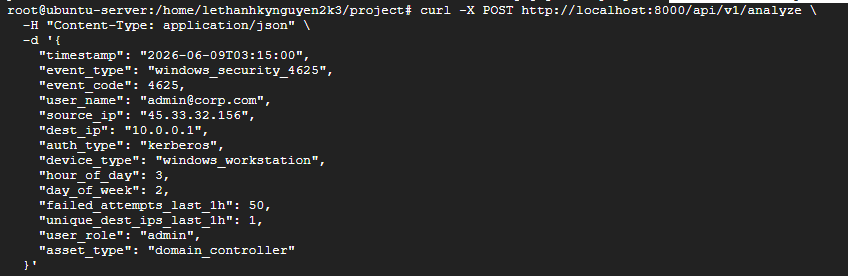 root@ubuntu-server:/home/lethanhkynguyen2k3/project# curl -X POST http://localhost:8000/api/v1/analyze \
  -H "Content-Type: application/json" \
  -d '{
    "timestamp": "2026-06-09T03:15:00",
    "event_type": "windows_security_4625",
    "event_code": 4625,
    "user_name": "admin@corp.com",
    "source_ip": "45.33.32.156",
    "dest_ip": "10.0.0.1",
    "auth_type": "kerberos",
    "device_type": "windows_workstation",
    "hour_of_day": 3,
    "day_of_week": 2,
    "failed_attempts_last_1h": 50,
    "unique_dest_ips_last_1h": 1,
    "user_role": "admin",
    "asset_type": "domain_controller"
  }'